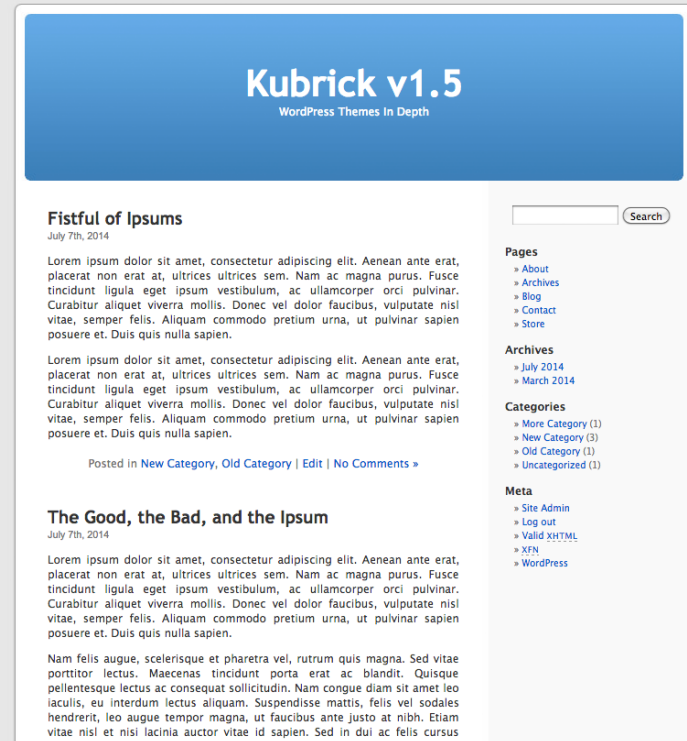 Kubrick v1.5
WordPress Themes In Depth
Fistful of Ipsums
July 7th, 2014
Lorem ipsum dolor sit amet, consectetur adipiscing elit. Aenean ante erat,
placerat non erat at, ultrices ultrices sem. Nam ac magna purus. Fusce
tincidunt ligula eget ipsum vestibulum, ac ullamcorper orci pulvinar.
Curabitur aliquet viverra mollis. Donec vel dolor faucibus, vulputate nisl
vitae, semper felis. Aliquam commodo pretium urna, ut pulvinar sapien
posuere et. Duis quis nulla sapien.
Lorem ipsum dolor sit amet, consectetur adipiscing elit. Aenean ante erat,
placerat non erat at, ultrices ultrices sem. Nam ac magna purus. Fusce
tincidunt ligula eget ipsum vestibulum, ac ullamcorper orci pulvinar.
Curabitur aliquet viverra mollis. Donec vel dolor faucibus, vulputate nisl
vitae, semper felis. Aliquam commodo pretium urna, ut pulvinar sapien
posuere et. Duis quis nulla sapien.
Posted in New Category, Old Category | Edit | No Comments »
The Good, the Bad, and the Ipsum
July 7th, 2014
Lorem ipsum dolor sit amet, consectetur adipiscing elit. Aenean ante erat,
placerat non erat at, ultrices ultrices sem. Nam ac magna purus. Fusce
tincidunt ligula eget ipsum vestibulum, ac ullamcorper orci pulvinar.
Curabitur aliquet viverra mollis. Donec vel dolor faucibus, vulputate nisl
vitae, semper felis. Aliquam commodo pretium urna, ut pulvinar sapien
posuere et. Duis quis nulla sapien.
Nam felis augue, scelerisque et pharetra vel, rutrum quis magna. Sed vitae
porttitor lectus. Maecenas tincidunt porta erat ac blandit. Quisque
pellentesque lectus ac consequat sollicitudin. Nam congue diam sit amet leo
iaculis, eu interdum lectus aliquam. Suspendisse mattis, felis vel sodales
hendrerit, leo augue tempor magna, ut faucibus ante justo at nibh. Etiam
vitae nisl et nisi lacinia auctor vitae id sapien. Sed in dui ac felis cursus
Search
Pages
» About
» Archives
» Blog
» Contact
» Store
Archives
» July 2014
» March 2014
Categories
» More Category (1)
» New Category (3)
» Old Category (1)
» Uncategorized (1)
Meta
» Site Admin
» Log out
» Valid XHTML
» XFN
» WordPress